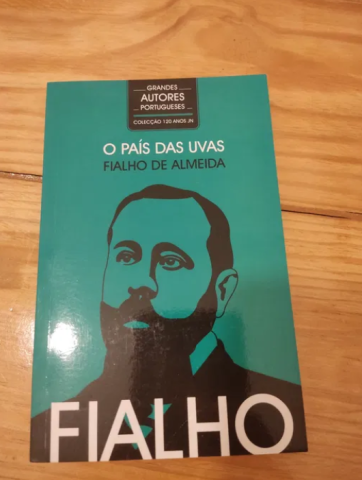 GRANDES
AUTORES
PORTUGUESES
COLECÇÃO 120 ANOS JN
O PAÍS DAS UVAS
FIALHO DE ALMEIDA
FIALHO